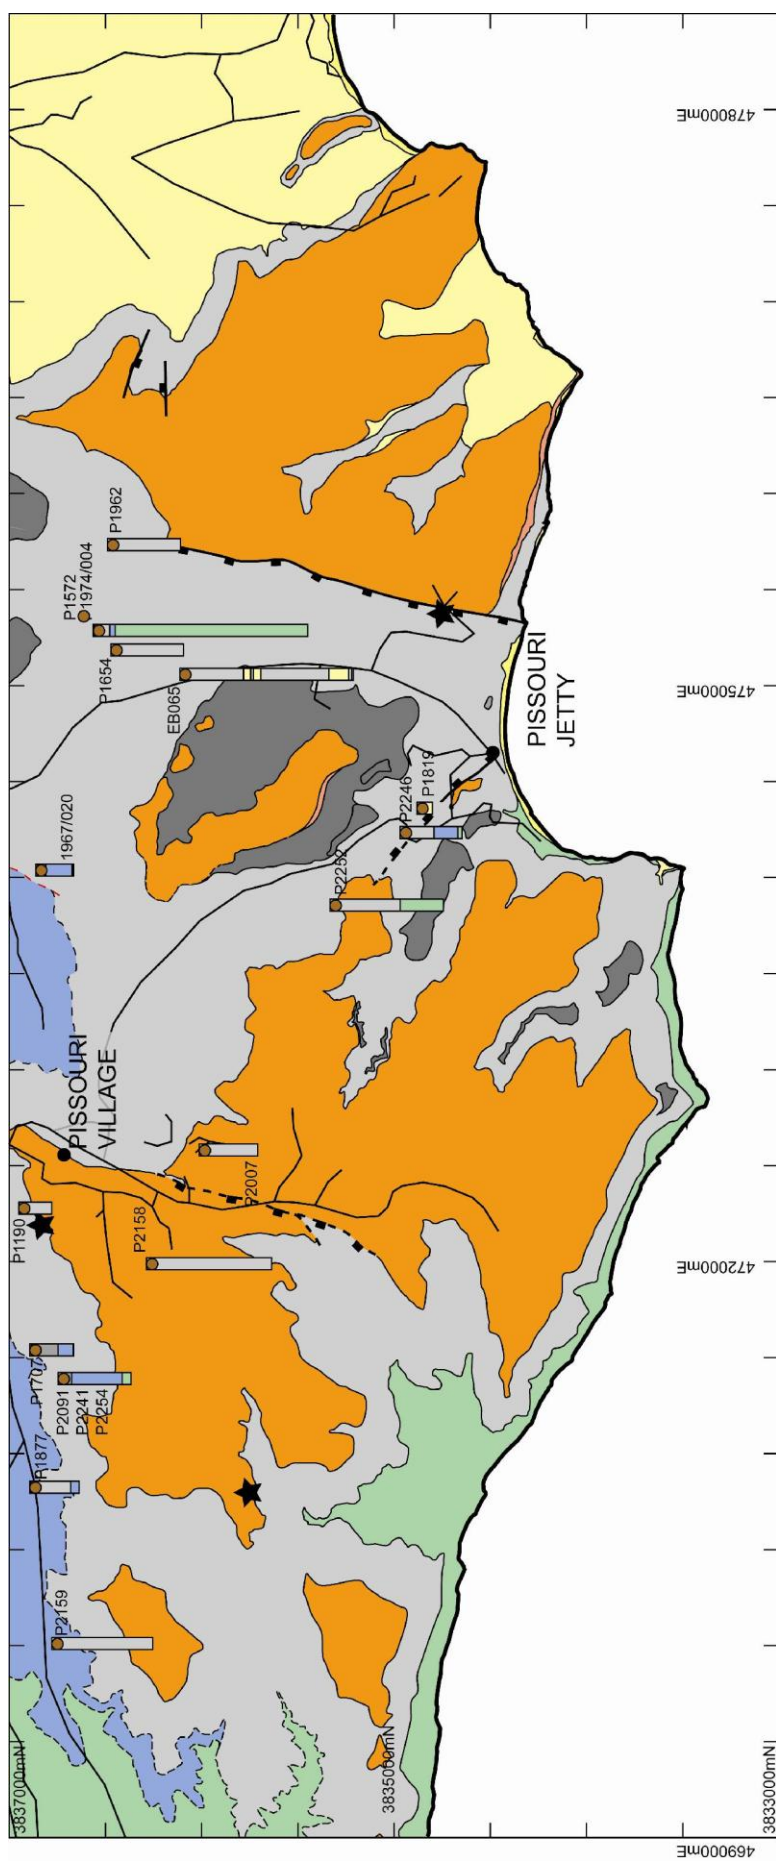 478000mE
P1962
P1572
P1974/004
P1654
475000mE
EB065
PISSOURI
JETTY
P1819
P2246
1967/020
P2252
PISSOURI
VILLAGE
P2007
P1190
P2158
472000mE
P1707
P2091
P2241
P2254
P1877
P2159
3837000mN
3835000mN
3833000mN
469000mE